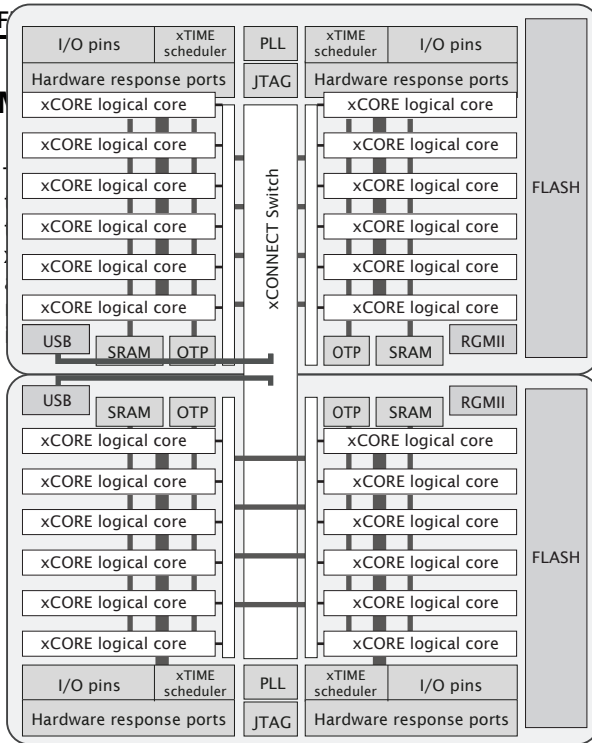 I/O pins xTIME scheduler PLL xTIME scheduler I/O pins
Hardware response ports JTAG Hardware response ports
xCORE logical core xCORE logical core
xCORE logical core xCORE logical core
xCORE logical core xCORE logical core
xCORE logical core xCORE logical core
xCORE logical core xCORE logical core
xCORE logical core xCORE logical core
xCONNECT Switch
FLASH
USB SRAM OTP OTP SRAM RGMII
USB SRAM OTP OTP SRAM RGMII
xCORE logical core xCORE logical core
xCORE logical core xCORE logical core
xCORE logical core xCORE logical core
xCORE logical core xCORE logical core
xCORE logical core xCORE logical core
xCORE logical core xCORE logical core
FLASH
I/O pins xTIME scheduler PLL xTIME scheduler I/O pins
Hardware response ports JTAG Hardware response ports